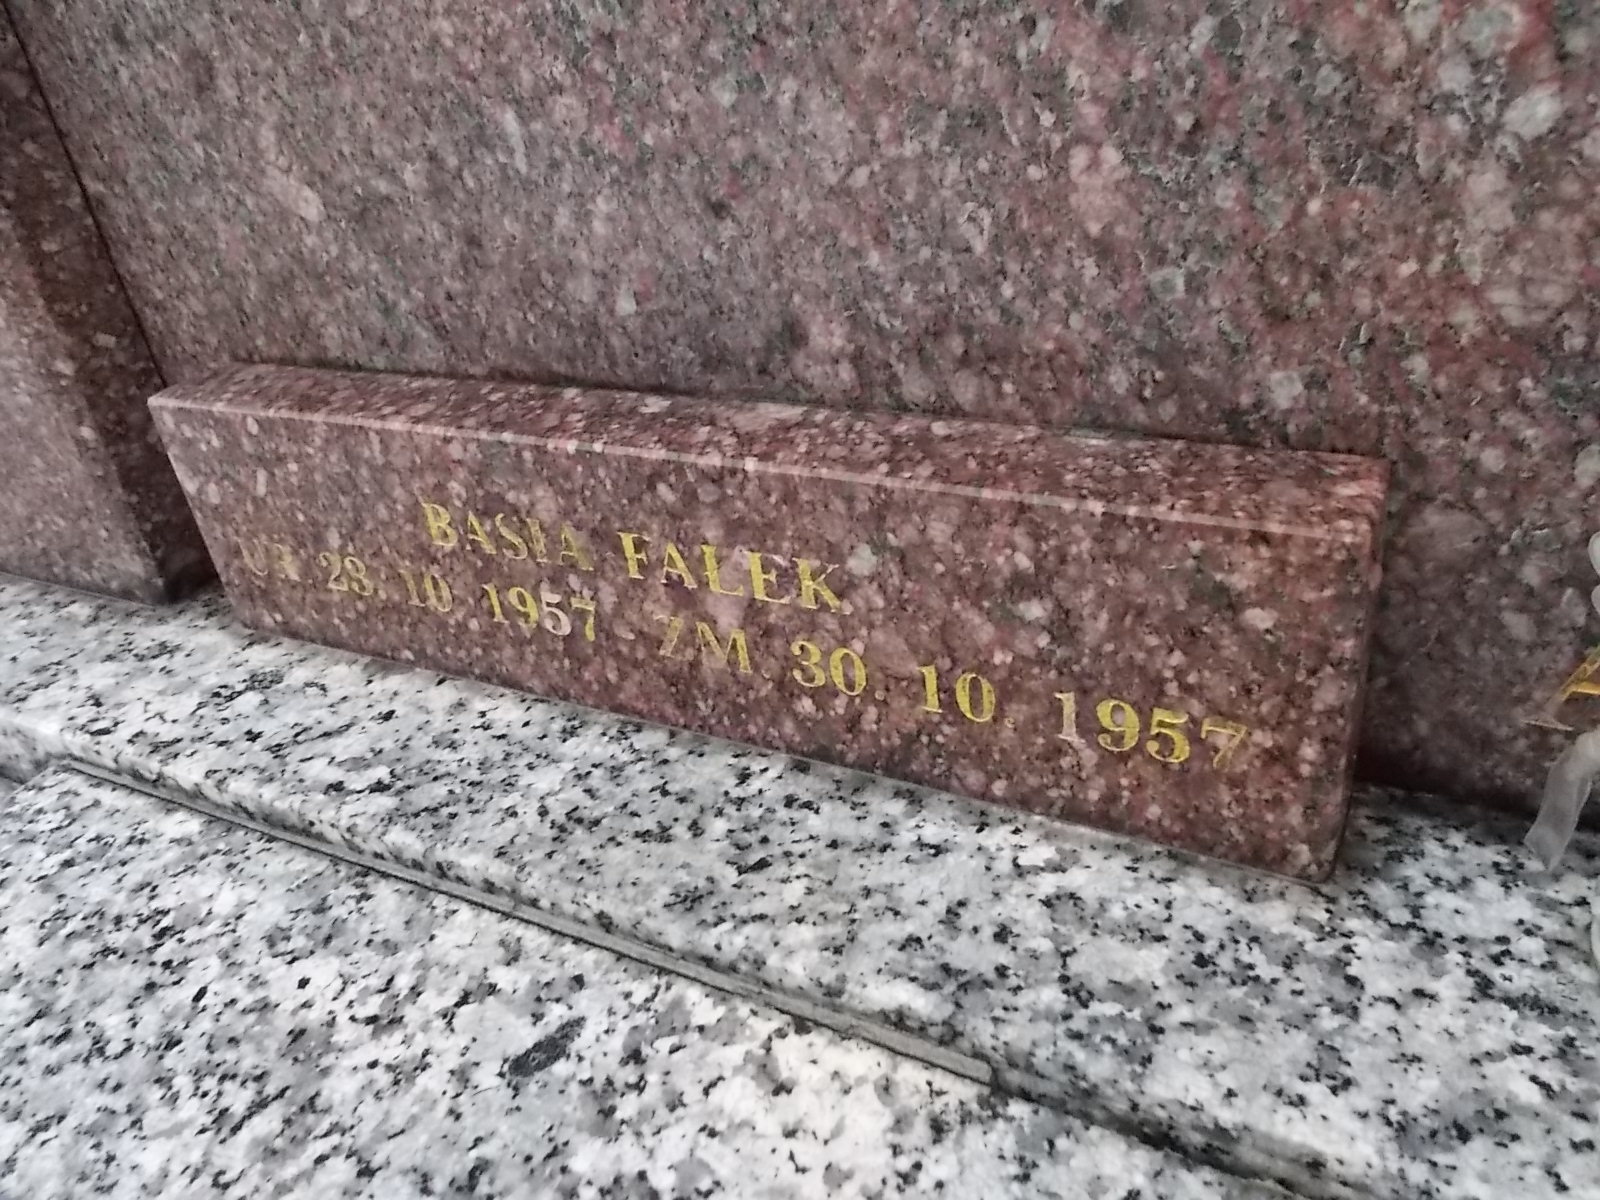 BASIA FAŁEK
UR. 28. 10 1957 ZM. 30. 10. 1957